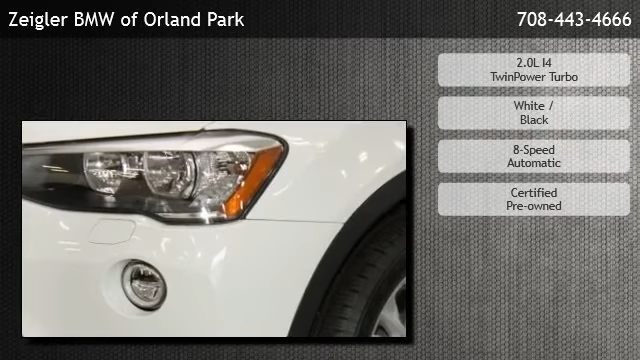 Zeigler BMW of Orland Park
708-443-4666
2.0L I4
TwinPower Turbo
White /
Black
8-Speed
Automatic
Certified
Pre-owned